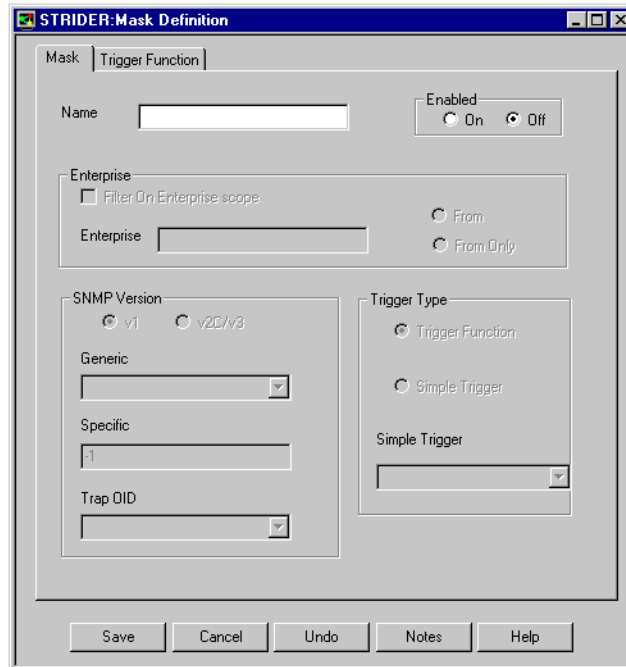 STRIDER:Mask Definition
Mask Trigger Function
Name
Enabled
On Off
Enterprise
Filter On Enterprise scope
From
Enterprise
From Only
SNMP Version
v1 v2C/v3
Generic
Specific
-1
Trap OID
Trigger Type
Trigger Function
Simple Trigger
Simple Trigger
Save Cancel Undo Notes Help